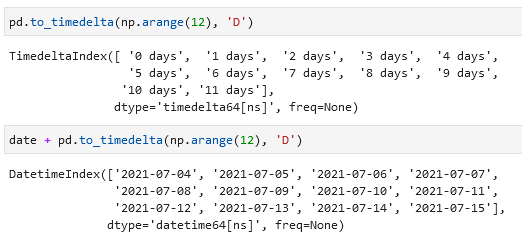 pd.to_timedelta(np.arange(12), 'D')
TimedeltaIndex([ '0 days', '1 days', '2 days', '3 days', '4 days',
'5 days', '6 days', '7 days', '8 days', '9 days',
'10 days', '11 days'],
dtype='timedelta64[ns]', freq=None)
date + pd.to_timedelta(np.arange(12), 'D')
DatetimeIndex(['2021-07-04', '2021-07-05', '2021-07-06', '2021-07-07',
'2021-07-08', '2021-07-09', '2021-07-10', '2021-07-11',
'2021-07-12', '2021-07-13', '2021-07-14', '2021-07-15'],
dtype='datetime64[ns]', freq=None)